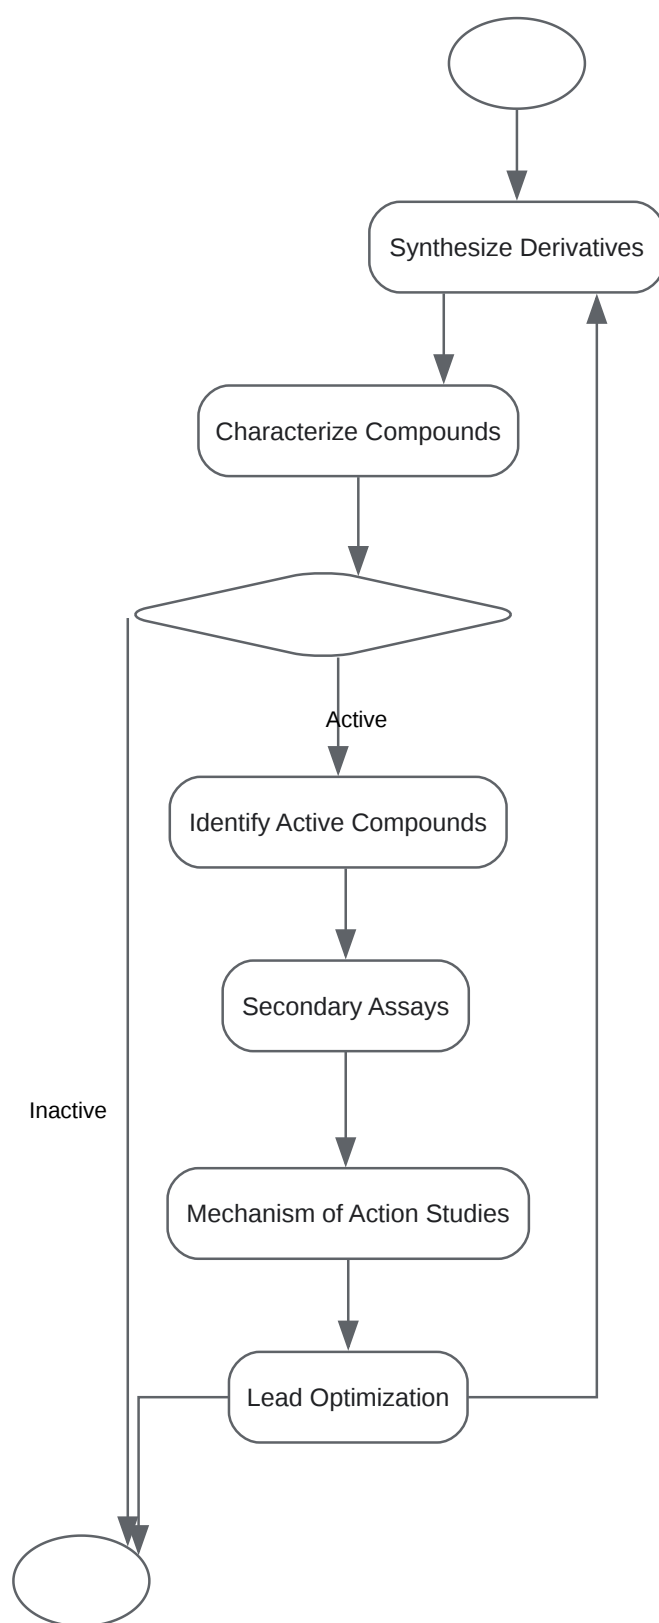 Synthesize Derivatives
Characterize Compounds
Active
Identify Active Compounds
Secondary Assays
Inactive
Mechanism of Action Studies
Lead Optimization